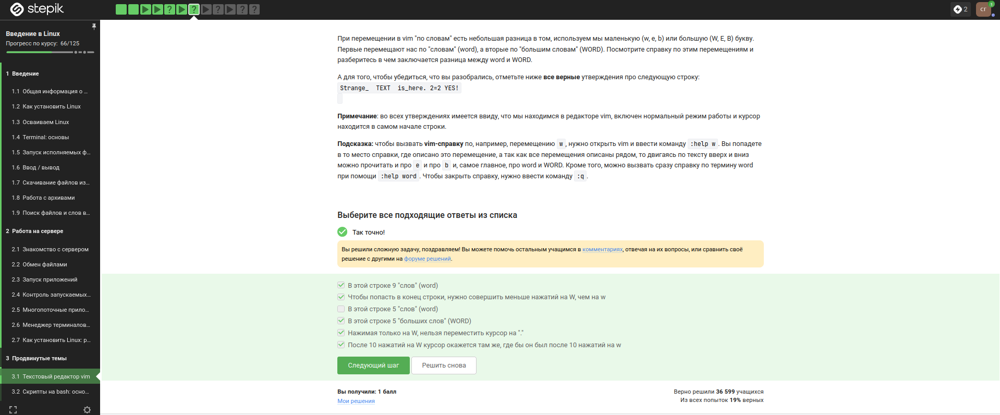 stepik
2
СГ
1
Введение в Linux
Прогресс по курсу: 66/125
1 Введение
1.1 Общая информация о ...
1.2 Как установить Linux
1.3 Осваиваем Linux
1.4 Terminal: основы
1.5 Запуск исполняемых ф...
1.6 Ввод / вывод
1.7 Скачивание файлов из...
1.8 Работа с архивами
1.9 Поиск файлов и слов в...
2 Работа на сервере
2.1 Знакомство с сервером
2.2 Обмен файлами
2.3 Запуск приложений
2.4 Контроль запускаемых...
2.5 Многопоточные прило...
2.6 Менеджер терминалов...
2.7 Как установить Linux: р...
3 Продвинутые темы
3.1 Текстовый редактор vim
3.2 Скрипты на bash: осно...
При перемещении в vim "по словам" есть небольшая разница в том, используем мы маленькую (w, e, b) или большую (W, E, B) букву.
Первые перемещают нас по "словам" (word), а вторые по "большим словам" (WORD). Посмотрите справку по этим перемещениям и
разберитесь в чем заключается разница между word и WORD.
А для того, чтобы убедиться, что вы разобрались, отметьте ниже все верные утверждения про следующую строку:
Strange_  TEXT  is_here. 2=2 YES!
Примечание: во всех утверждениях имеется ввиду, что мы находимся в редакторе vim, включен нормальный режим работы и курсор
находится в самом начале строки.
Подсказка: чтобы вызвать vim-справку по, например, перемещению w, нужно открыть vim и ввести команду :help w. Вы попадете
в то место справки, где описано это перемещение, а так как все перемещения описаны рядом, то двигаясь по тексту вверх и вниз
можно прочитать и про e и про b и, самое главное, про word и WORD. Кроме того, можно вызвать сразу справку по термину word
при помощи :help word. Чтобы закрыть справку, нужно ввести команду :q.
Выберите все подходящие ответы из списка
Так точно!
Вы решили сложную задачу, поздравляем! Вы можете помочь остальным учащимся в комментариях, отвечая на их вопросы, или сравнить своё
решение с другими на форуме решений.
В этой строке 9 "слов" (word)
Чтобы попасть в конец строки, нужно совершить меньше нажатий на W, чем на w
В этой строке 5 "слов" (word)
В этой строке 5 "больших слов" (WORD)
Нажимая только на W, нельзя переместить курсор на "."
После 10 нажатий на W курсор окажется там же, где бы он был после 10 нажатий на w
Следующий шаг
Решить снова
Вы получили: 1 балл
Мои решения
Верно решили 36 599 учащихся
Из всех попыток 19% верных